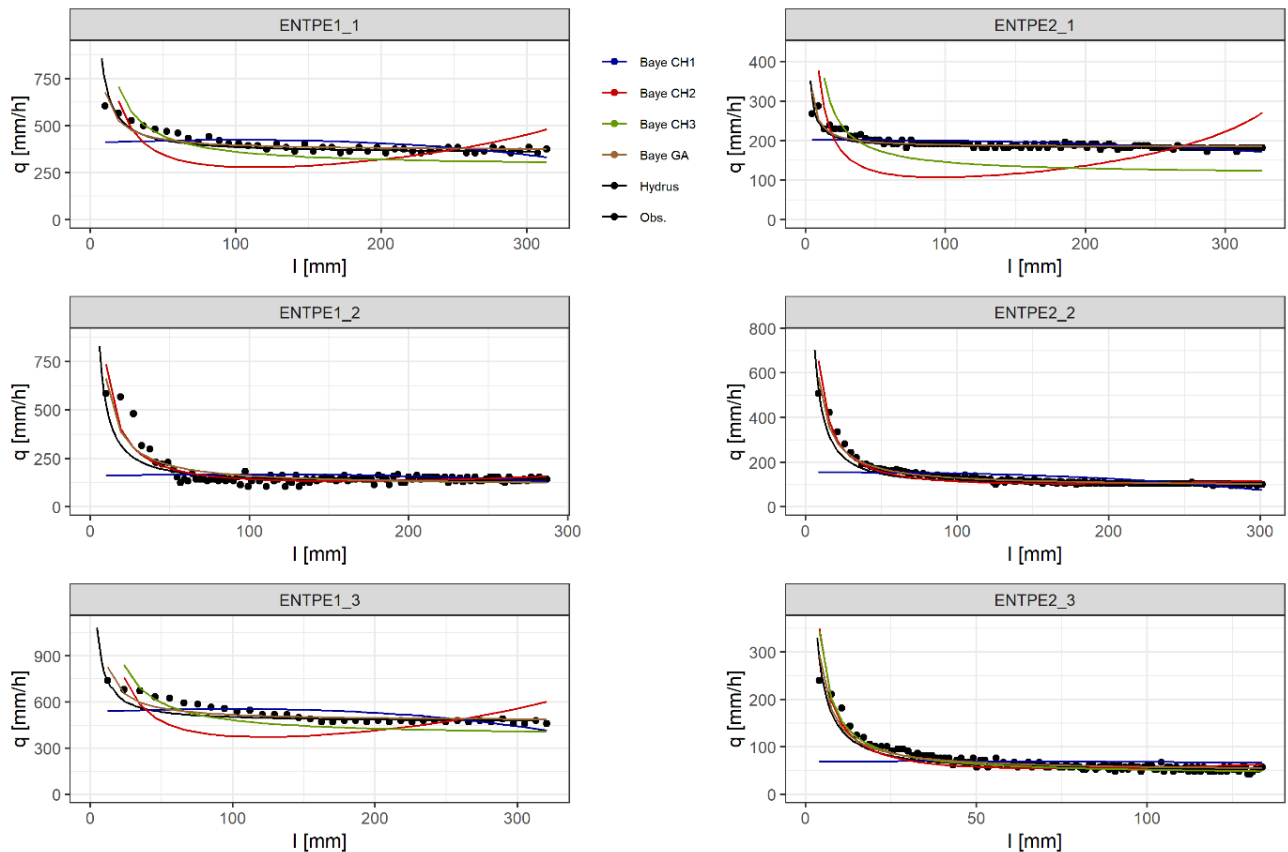 ENTPE1_1
q [mm/h]
750
500
250
0
0 100 200 300
I [mm]
Baye CH1
Baye CH2
Baye CH3
Baye GA
Hydrus
Obs.
ENTPE2_1
q [mm/h]
400
300
200
100
0
0 100 200 300
I [mm]
ENTPE1_2
q [mm/h]
750
500
250
0
0 100 200 300
I [mm]
ENTPE2_2
q [mm/h]
800
600
400
200
0
0 100 200 300
I [mm]
ENTPE1_3
q [mm/h]
900
600
300
0
0 100 200 300
I [mm]
ENTPE2_3
q [mm/h]
300
200
100
0
0 50 100
I [mm]